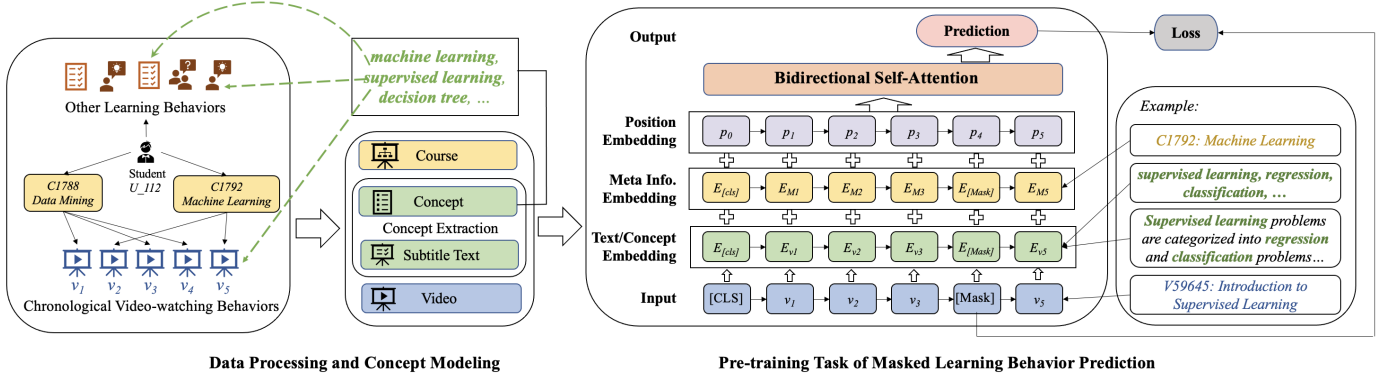 Other Learning Behaviors
Student
U_112
C1788
Data Mining
C1792
Machine Learning
v1 v2 v3 v4 v5
Chronological Video-watching Behaviors
machine learning,
supervised learning,
decision tree, ...
Course
Concept
Concept Extraction
Subtitle Text
Video
Data Processing and Concept Modeling
Output
Prediction
Loss
Bidirectional Self-Attention
Position
Embedding
p0 p1 p2 p3 p4 p5
Meta Info.
Embedding
E[cls] EM1 EM2 EM3 E[Mask] EM5
Text/Concept
Embedding
E[cls] Ev1 Ev2 Ev3 E[Mask] Ev5
Input
[CLS] v1 v2 v3 [Mask] v5
Example:
C1792: Machine Learning
supervised learning, regression,
classification, ...
Supervised learning problems
are categorized into regression
and classification problems...
V59645: Introduction to
Supervised Learning
Pre-training Task of Masked Learning Behavior Prediction